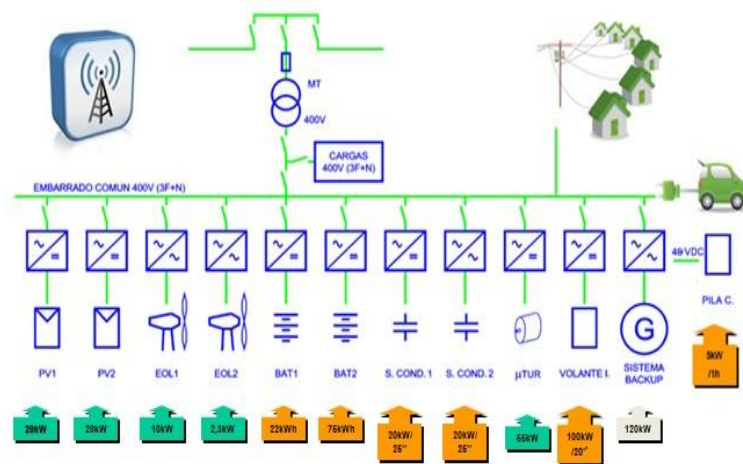 MT
400V
CARGAS
400V (3F+N)
EMBARRADO COMUN 400V (3F+N)
48 VDC
PILA C.
G
PV1
PV2
EOL1
EOL2
BAT1
BAT2
S. COND. 1
S. COND. 2
µTUR
VOLANTE I.
SISTEMA
BACKUP
5kW
/1h
20kW
20kW
10kW
2,3kW
22kWh
75kWh
20kW/
25''
20kW/
25''
55kW
100kW
/20''
120kW